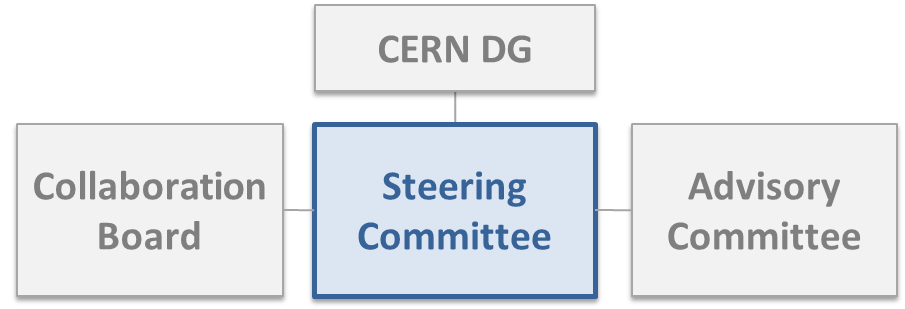 CERN DG
Collaboration
Board
Steering
Committee
Advisory
Committee